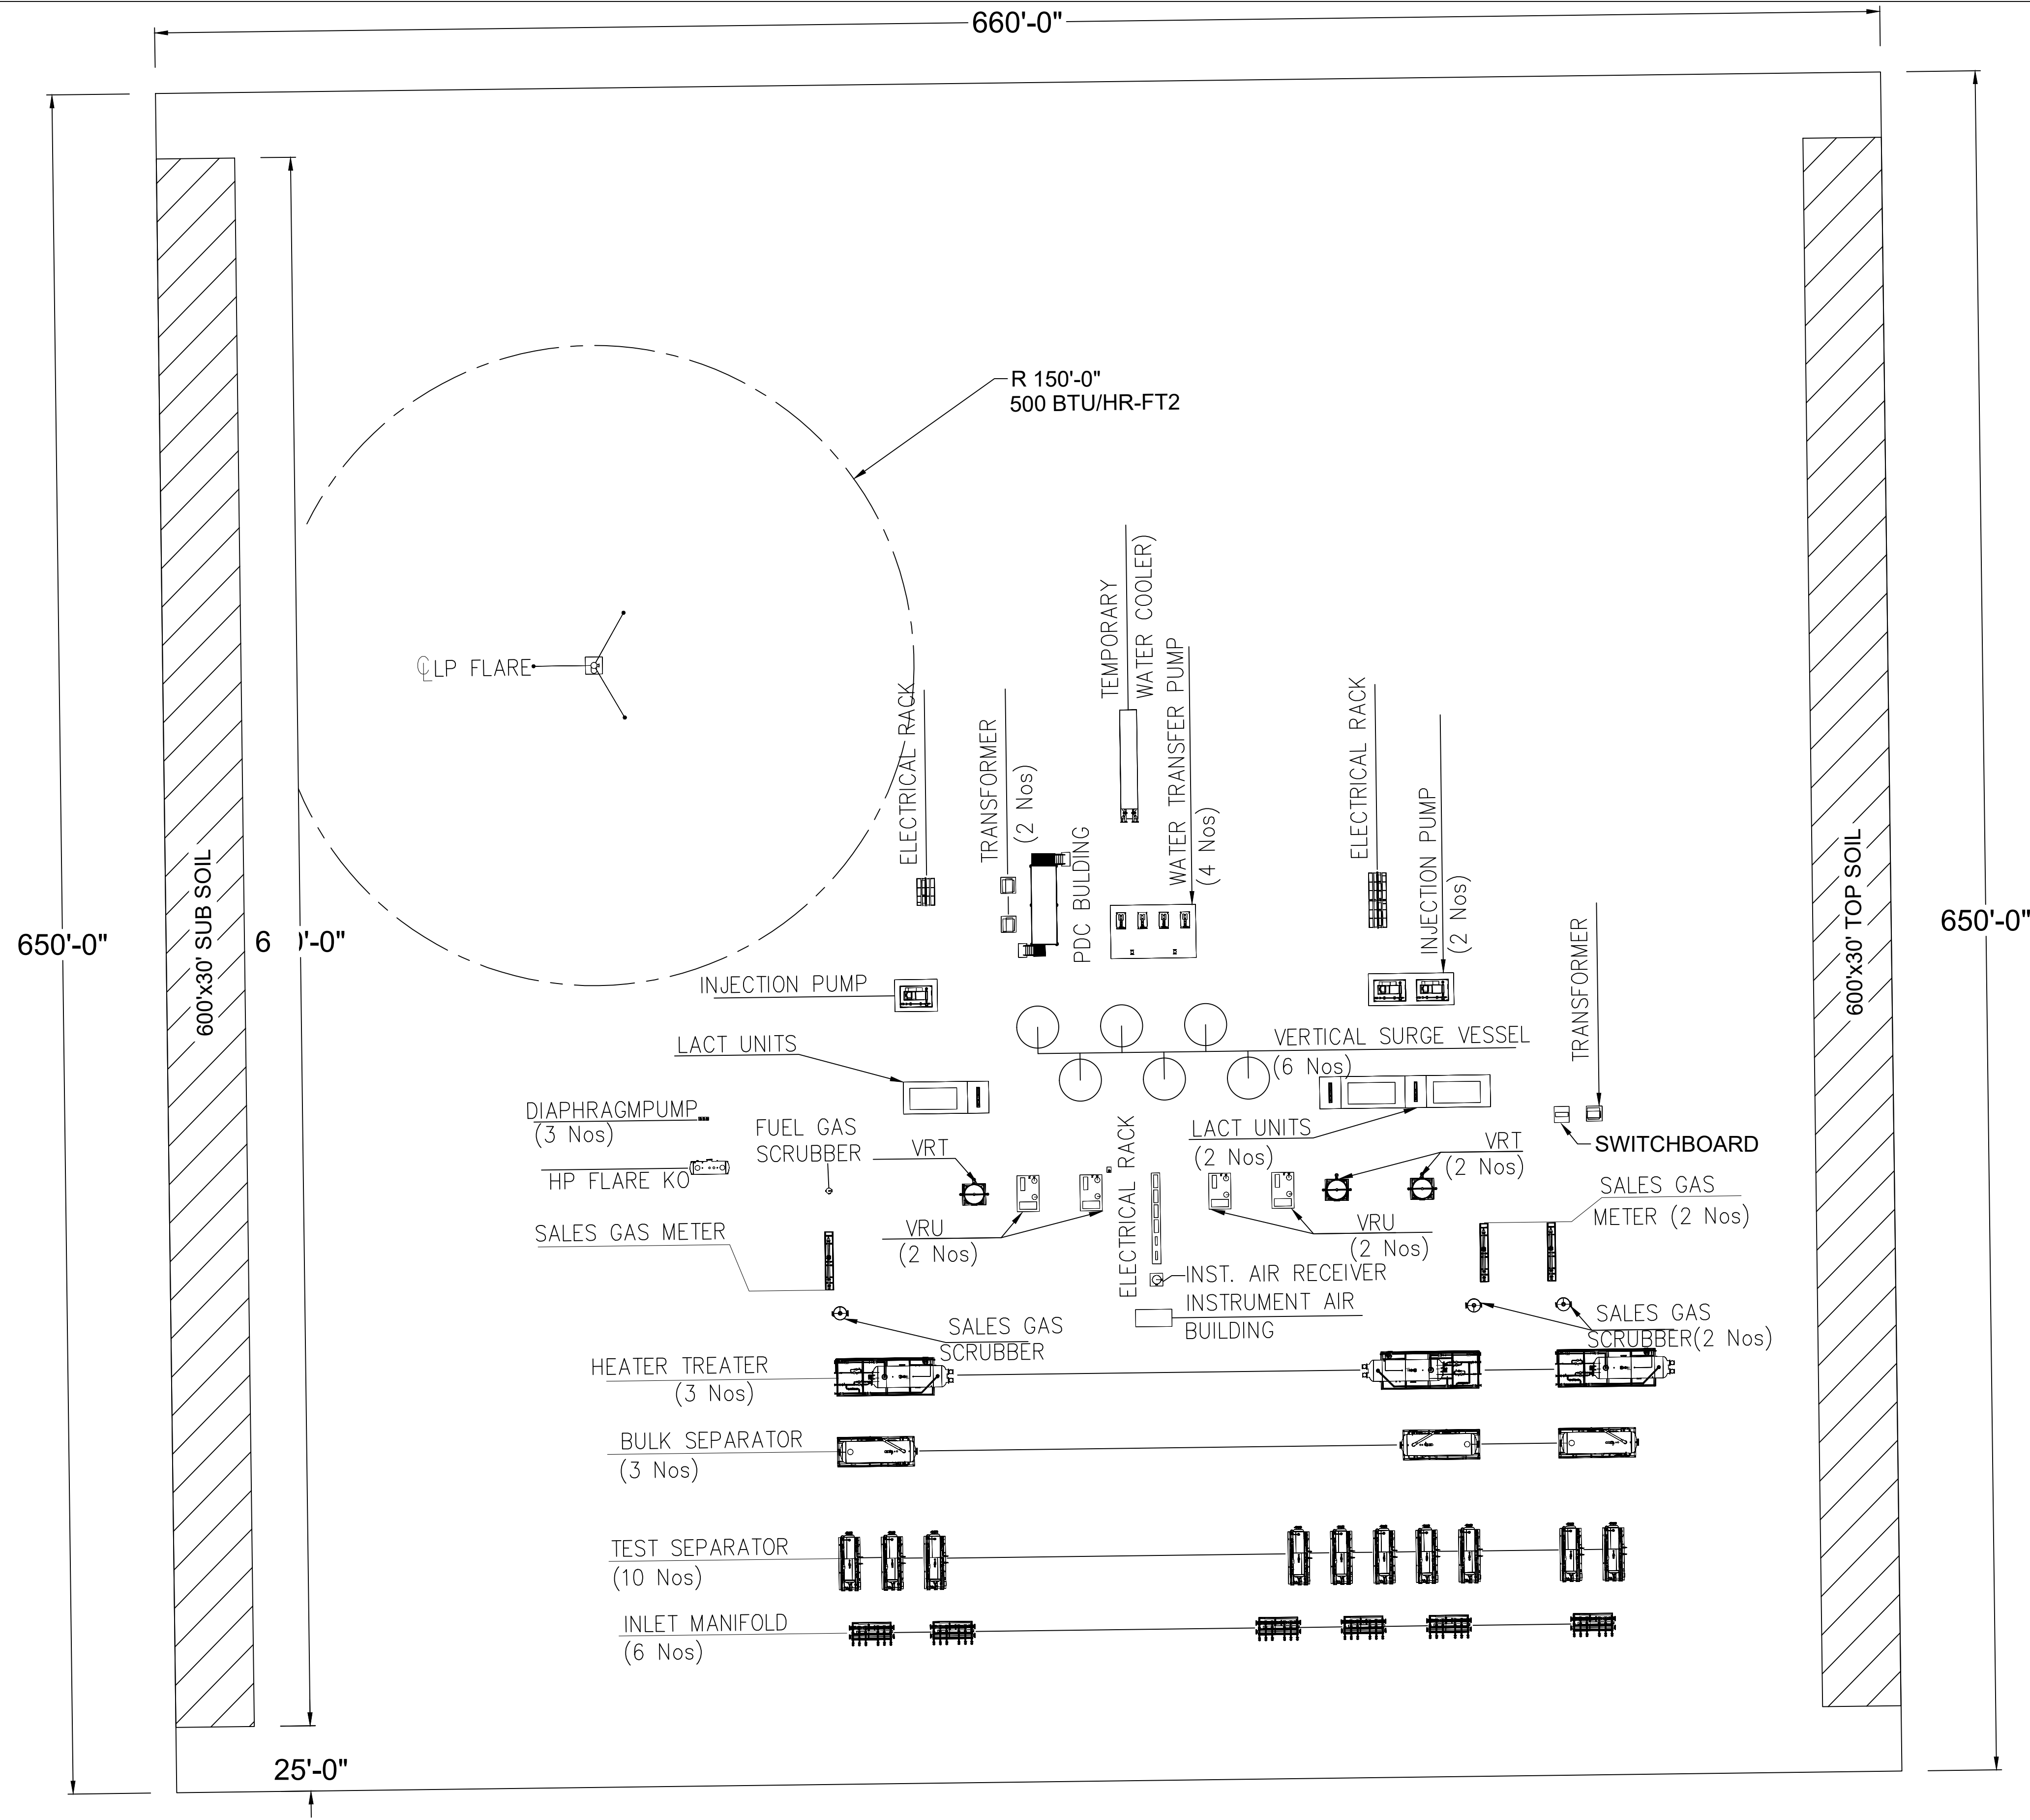 660'-0"
R 150'-0"
500 BTU/HR-FT2
℄LP FLARE
ELECTRICAL RACK
TRANSFORMER
(2 Nos)
PDC BULDING
TEMPORARY
WATER COOLER)
WATER TRANSFER PUMP
(4 Nos)
ELECTRICAL RACK
INJECTION PUMP
(2 Nos)
TRANSFORMER
650'-0"
600'x30' SUB SOIL
600'x30' TOP SOIL
650'-0"
INJECTION PUMP
VERTICAL SURGE VESSEL
(6 Nos)
LACT UNITS
DIAPHRAGMPUMP
(3 Nos)
FUEL GAS
SCRUBBER
VRT
HP FLARE KO
ELECTRICAL RACK
LACT UNITS
(2 Nos)
VRT
(2 Nos)
SWITCHBOARD
SALES GAS
METER (2 Nos)
SALES GAS METER
VRU
(2 Nos)
VRU
(2 Nos)
INST. AIR RECEIVER
INSTRUMENT AIR
BUILDING
SALES GAS
SCRUBBER
SALES GAS
SCRUBBER(2 Nos)
HEATER TREATER
(3 Nos)
BULK SEPARATOR
(3 Nos)
TEST SEPARATOR
(10 Nos)
INLET MANIFOLD
(6 Nos)
25'-0"